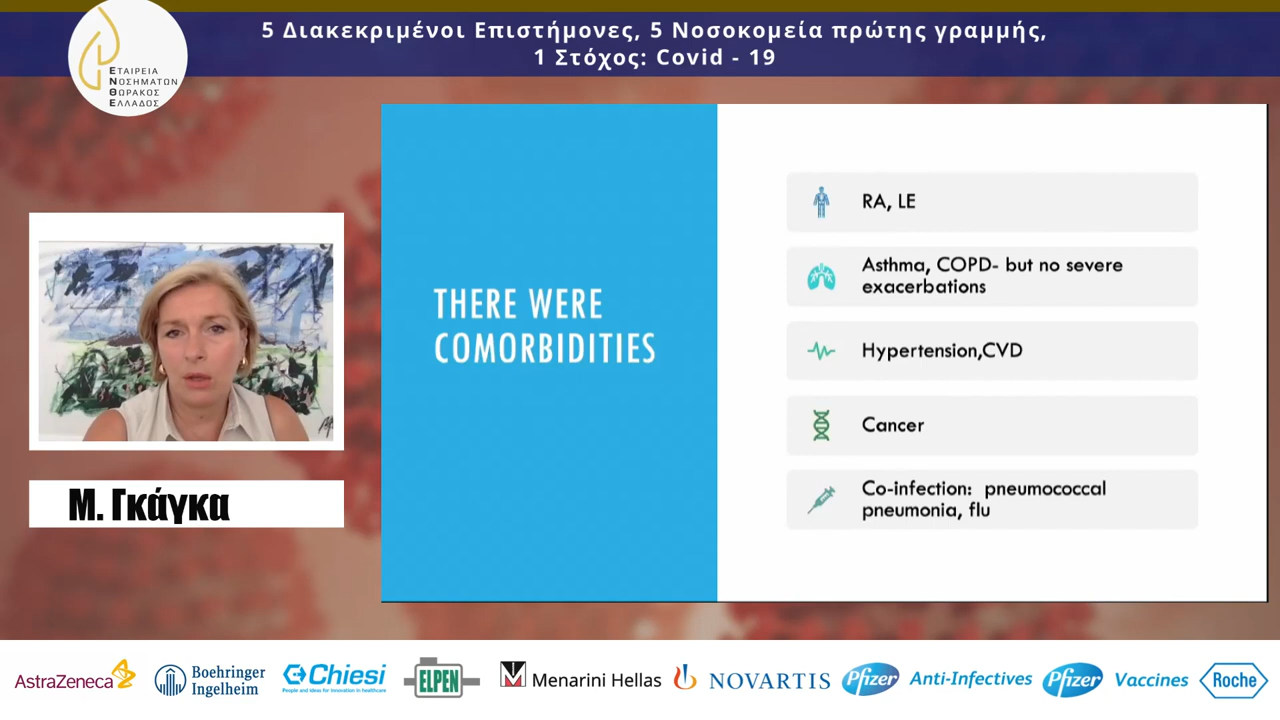 5 Διακεκριμένοι Επιστήμονες, 5 Νοσοκομεία πρώτης γραμμής,
1 Στόχος: Covid - 19
ΕΤΑΙΡΕΙΑ
ΝΟΣΗΜΑΤΩΝ
ΘΩΡΑΚΟΣ
ΕΛΛΑΔΟΣ
THERE WERE
COMORBIDITIES
RA, LE
Asthma, COPD- but no severe
exacerbations
Hypertension,CVD
Cancer
Co-infection: pneumococcal
pneumonia, flu
Μ. Γκάγκα
AstraZeneca
Boehringer
Ingelheim
Chiesi
People and ideas for innovation in healthcare
ELPEN
Menarini Hellas
NOVARTIS
Pfizer Anti-Infectives
Pfizer Vaccines
Roche